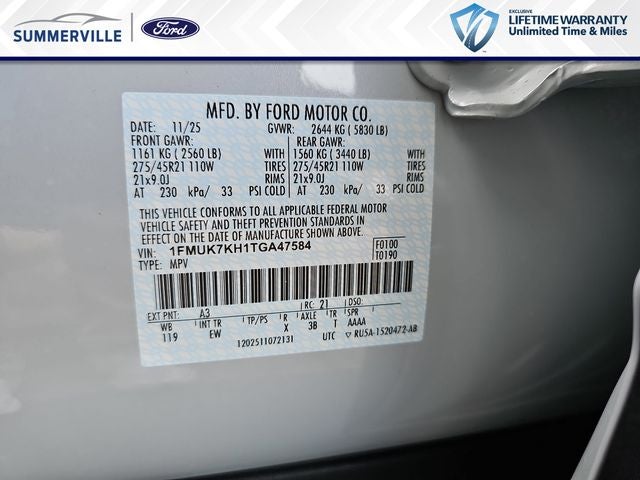 SUMMERVILLE
Ford
EXCLUSIVE
LIFETIME WARRANTY
Unlimited Time & Miles
MFD. BY FORD MOTOR CO.
DATE: 11/25 GVWR: 2644 KG ( 5830 LB)
FRONT GAWR: REAR GAWR:
1161 KG ( 2560 LB) WITH 1560 KG ( 3440 LB) WITH
275/45R21 110W TIRES 275/45R21 110W TIRES
21x9.0J RIMS 21x9.0J RIMS
AT 230 kPa/ 33 PSI COLD AT 230 kPa/ 33 PSI COLD
THIS VEHICLE CONFORMS TO ALL APPLICABLE FEDERAL MOTOR
VEHICLE SAFETY AND THEFT PREVENTION STANDARDS IN
EFFECT ON THE DATE OF MANUFACTURE SHOWN ABOVE.
VIN: 1FMUK7KH1TGA47584 F0100
TYPE: MPV T0190
EXT PNT: A3 RC: 21 DSO:
WB INT TR TP/PS R AXLE TR SPR
119 EW X 3B T AAAA
1202511072131 UTC ▽ RU5A-1520472-AB